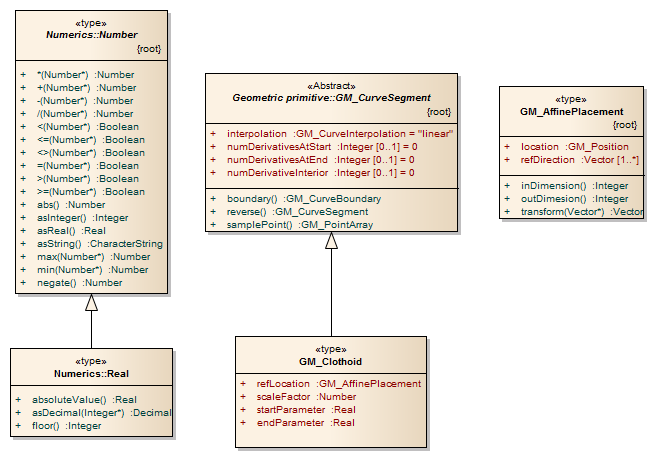 «type»
Numerics::Number
{root}
+ *(Number*) :Number
+ +(Number*) :Number
+ -(Number*) :Number
+ /(Number*) :Number
+ <(Number*) :Boolean
+ <=(Number*) :Boolean
+ <>(Number*) :Boolean
+ =(Number*) :Boolean
+ >(Number*) :Boolean
+ >=(Number*) :Boolean
+ abs() :Number
+ asInteger() :Integer
+ asReal() :Real
+ asString() :CharacterString
+ max(Number*) :Number
+ min(Number*) :Number
+ negate() :Number
«type»
Numerics::Real
+ absoluteValue() :Real
+ asDecimal(Integer*) :Decimal
+ floor() :Integer
«Abstract»
Geometric primitive::GM_CurveSegment
{root}
+ interpolation :GM_CurveInterpolation = "linear"
+ numDerivativesAtStart :Integer [0..1] = 0
+ numDerivativesAtEnd :Integer [0..1] = 0
+ numDerivativeInterior :Integer [0..1] = 0
+ boundary() :GM_CurveBoundary
+ reverse() :GM_CurveSegment
+ samplePoint() :GM_PointArray
«type»
GM_Clothoid
+ refLocation :GM_AffinePlacement
+ scaleFactor :Number
+ startParameter :Real
+ endParameter :Real
«type»
GM_AffinePlacement
{root}
+ location :GM_Position
+ refDirection :Vector [1..*]
+ inDimension() :Integer
+ outDimesion() :Integer
+ transform(Vector*) :Vector